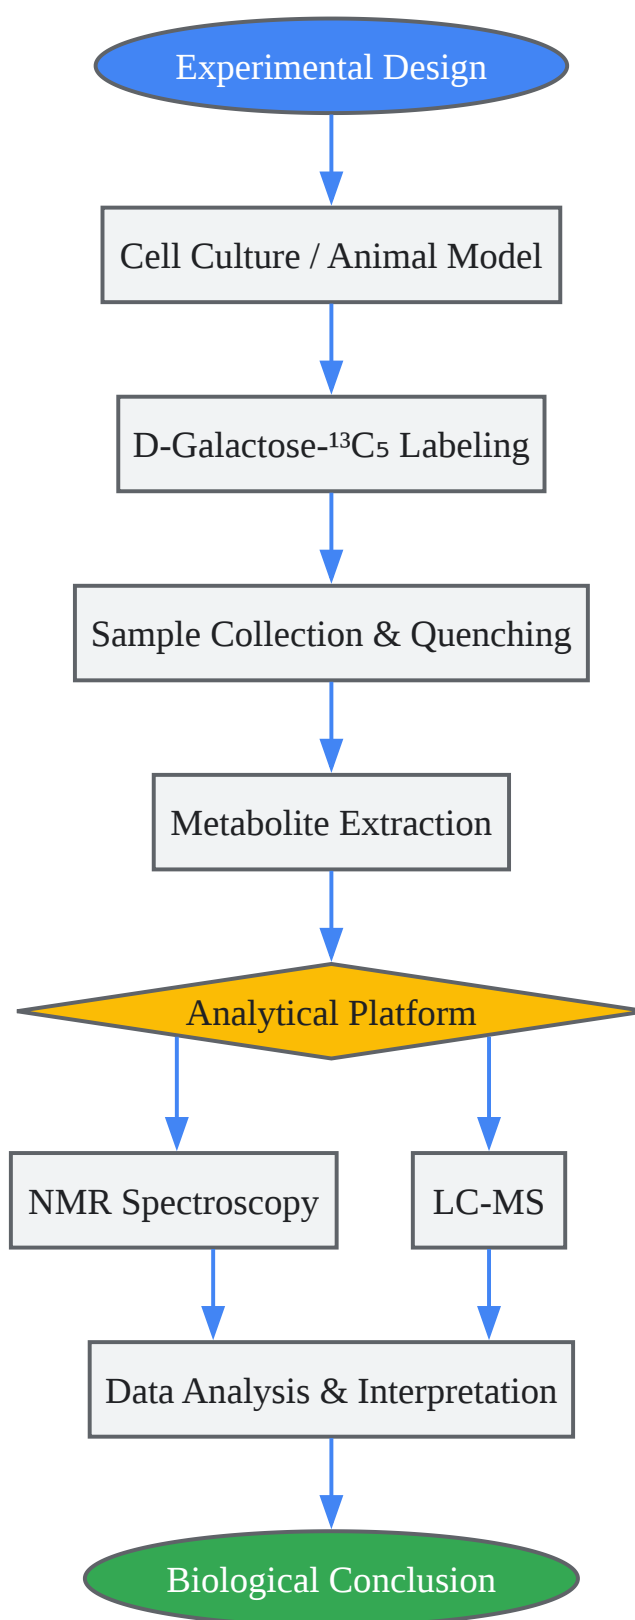 Experimental Design
Cell Culture / Animal Model
D-Galactose-¹³C₅ Labeling
Sample Collection & Quenching
Metabolite Extraction
Analytical Platform
NMR Spectroscopy
LC-MS
Data Analysis & Interpretation
Biological Conclusion